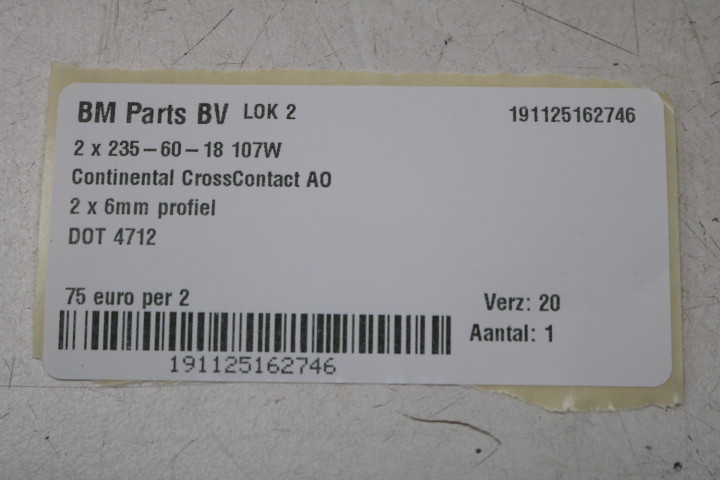 BM Parts BV LOK 2 191125162746
2 x 235-60-18 107W
Continental CrossContact AO
2 x 6mm profiel
DOT 4712
75 euro per 2
Verz: 20
Aantal: 1
191125162746